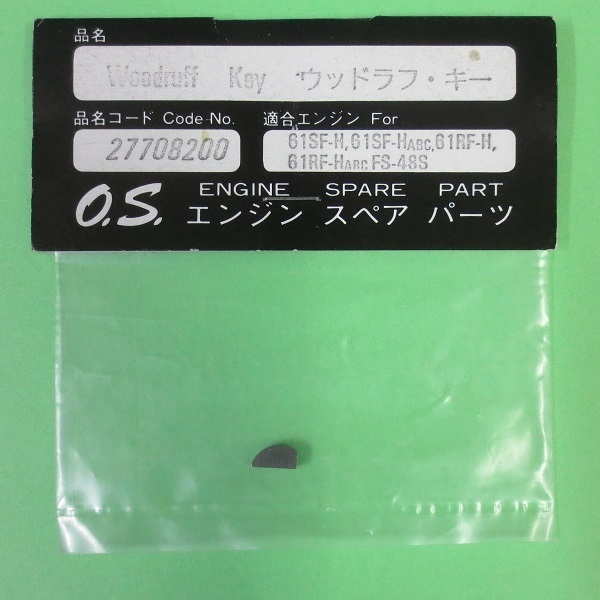 品名
Woodruff Key ウッドラフ・キー
品名コード Code No.
27708200
適合エンジン For
61SF-H, 61SF-HABC, 61RF-H,
61RF-HABC FS-48S
O.S. ENGINE SPARE PART
エンジン スペア パーツ